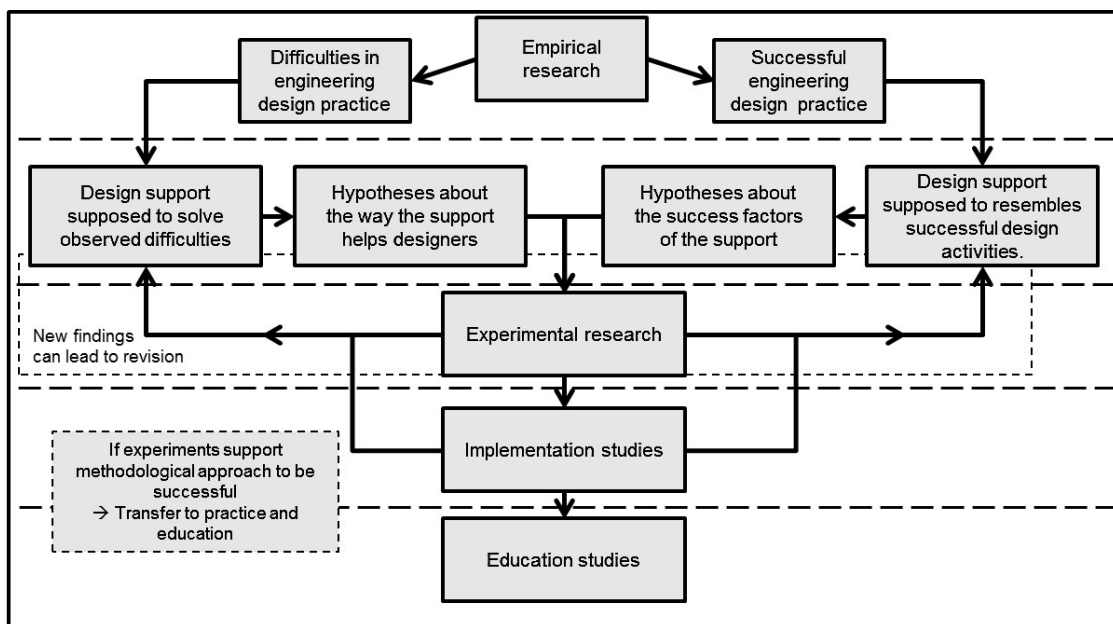 Empirical
research
Difficulties in
engineering
design practice
Successful
engineering
design practice
Design support
supposed to solve
observed difficulties
Hypotheses about
the way the support
helps designers
Hypotheses about
the success factors
of the support
Design support
supposed to resembles
successful design
activities.
Experimental research
New findings
can lead to revision
Implementation studies
If experiments support
methodological approach to be
successful
→ Transfer to practice and
education
Education studies